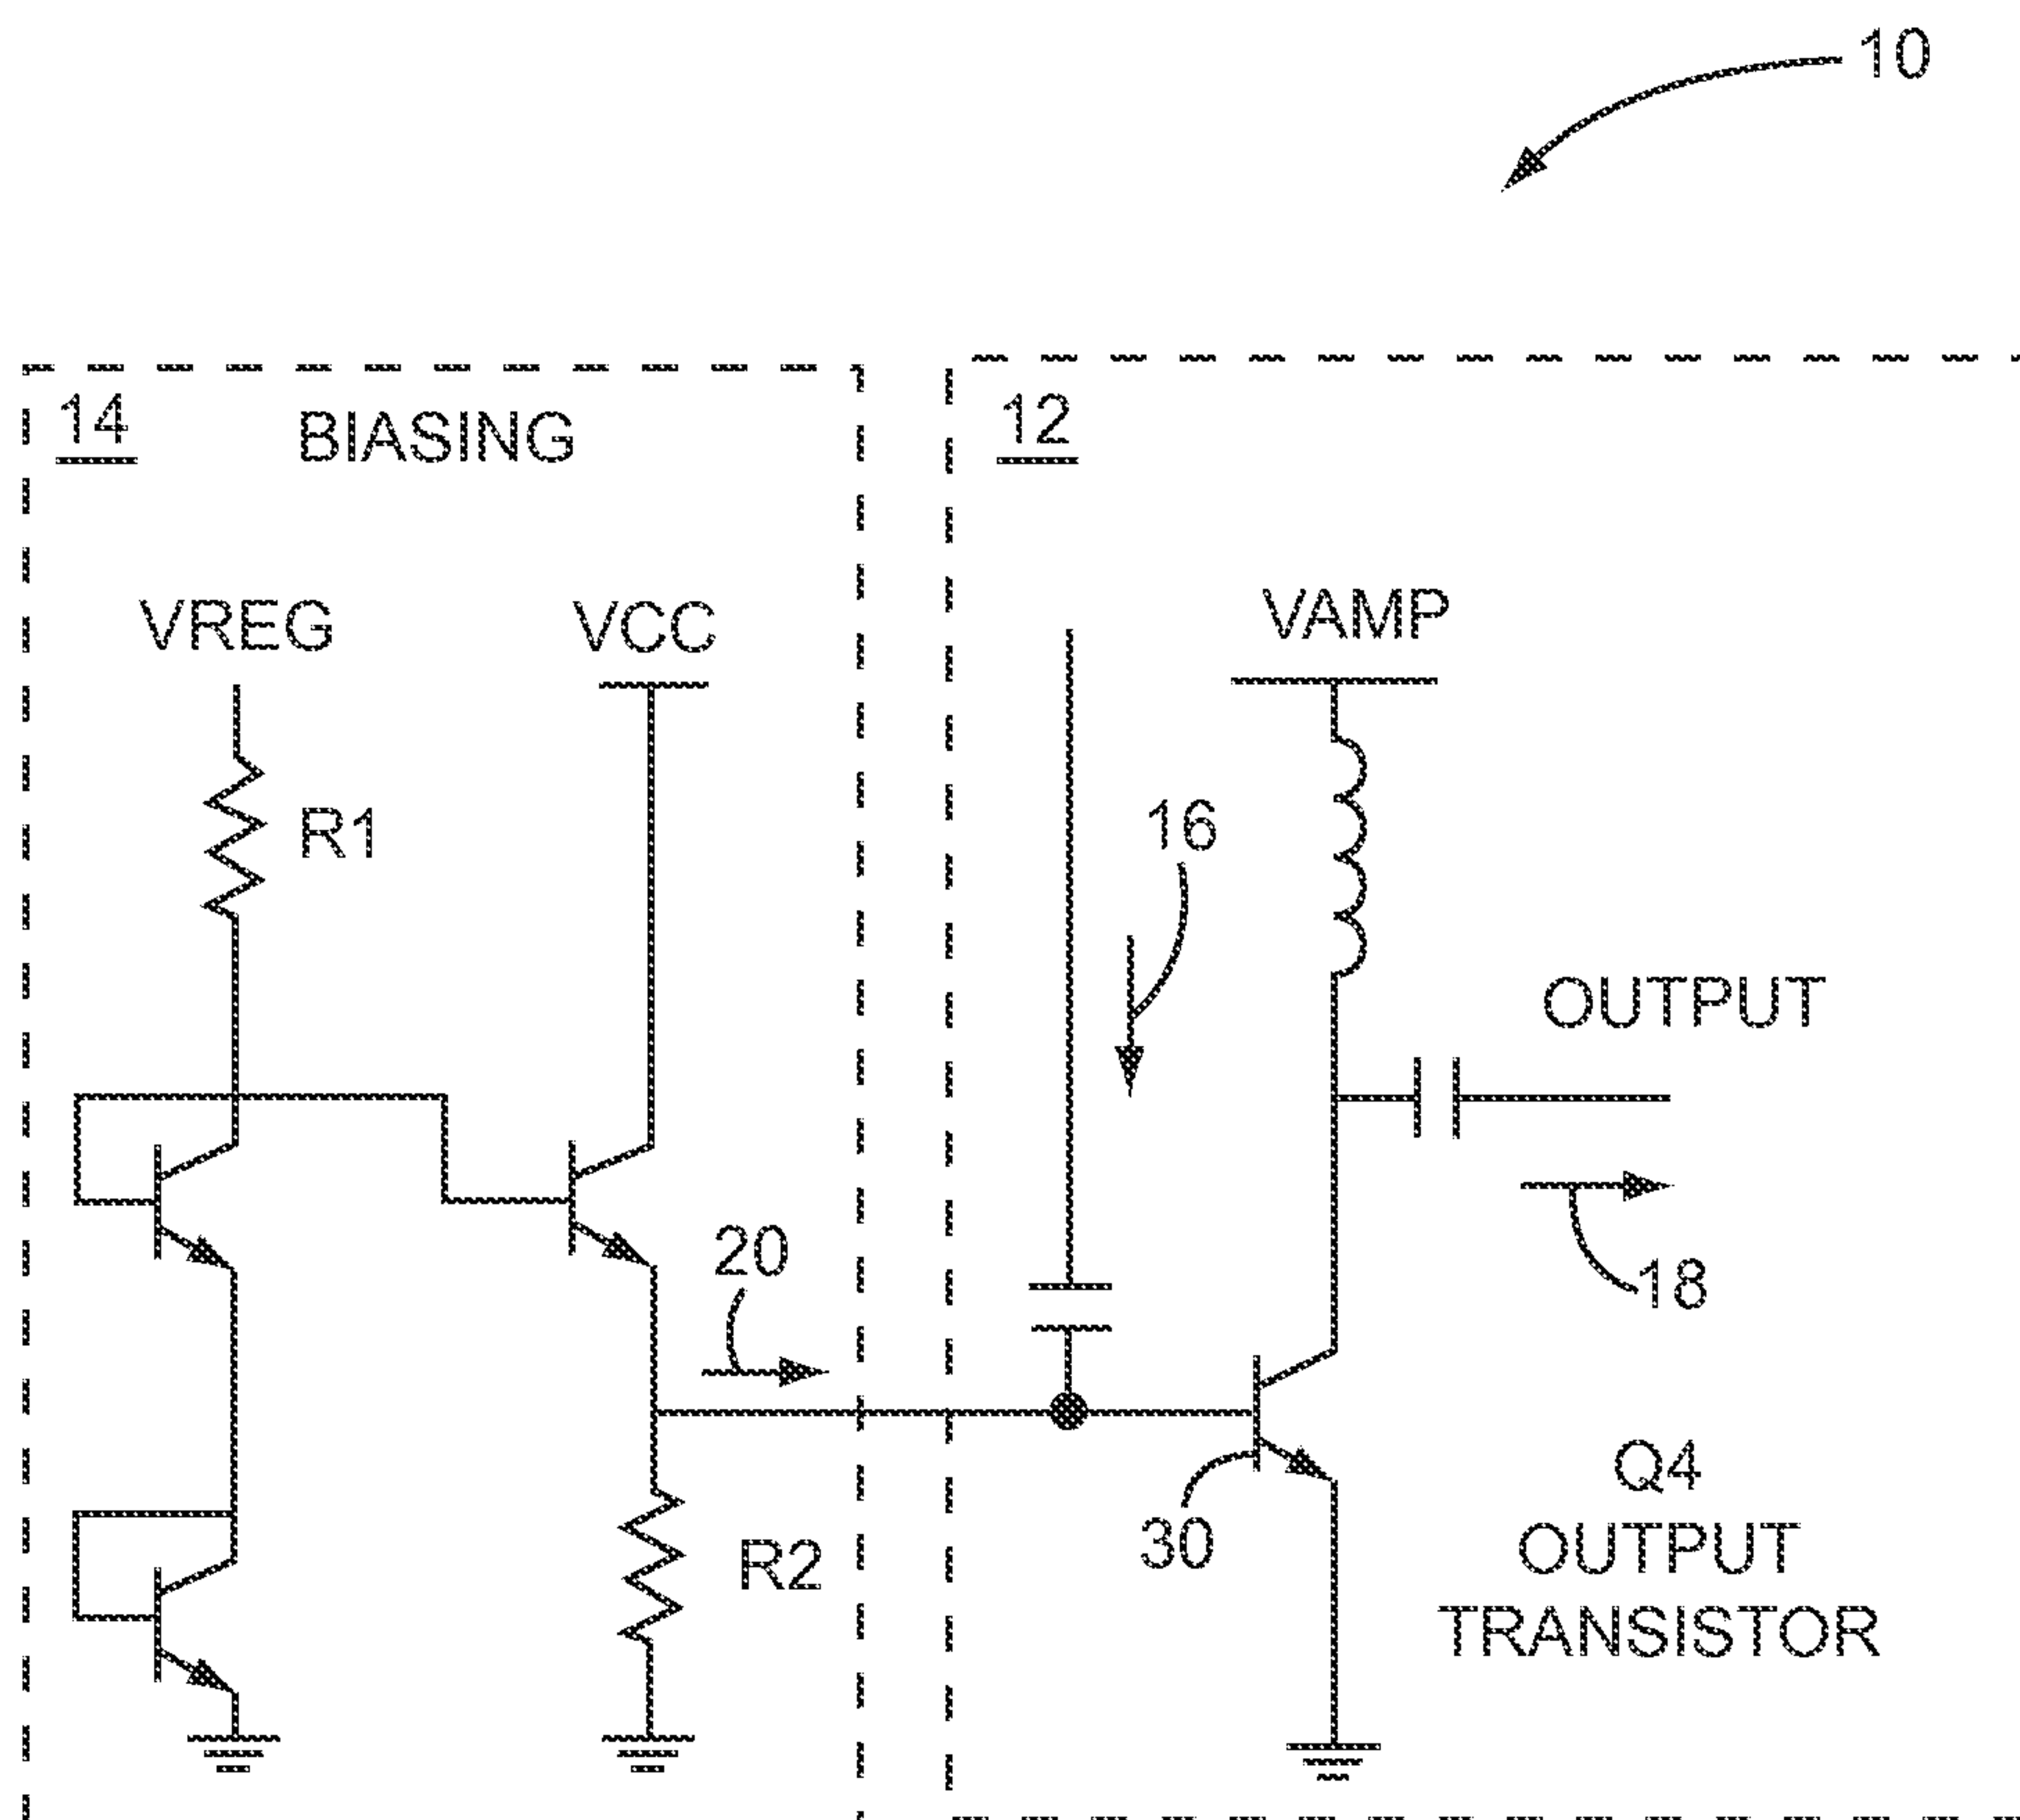 10
14
BIASING
12
VREG
VCC
VAMP
R1
16
OUTPUT
20
18
30
R2
Q4
OUTPUT
TRANSISTOR